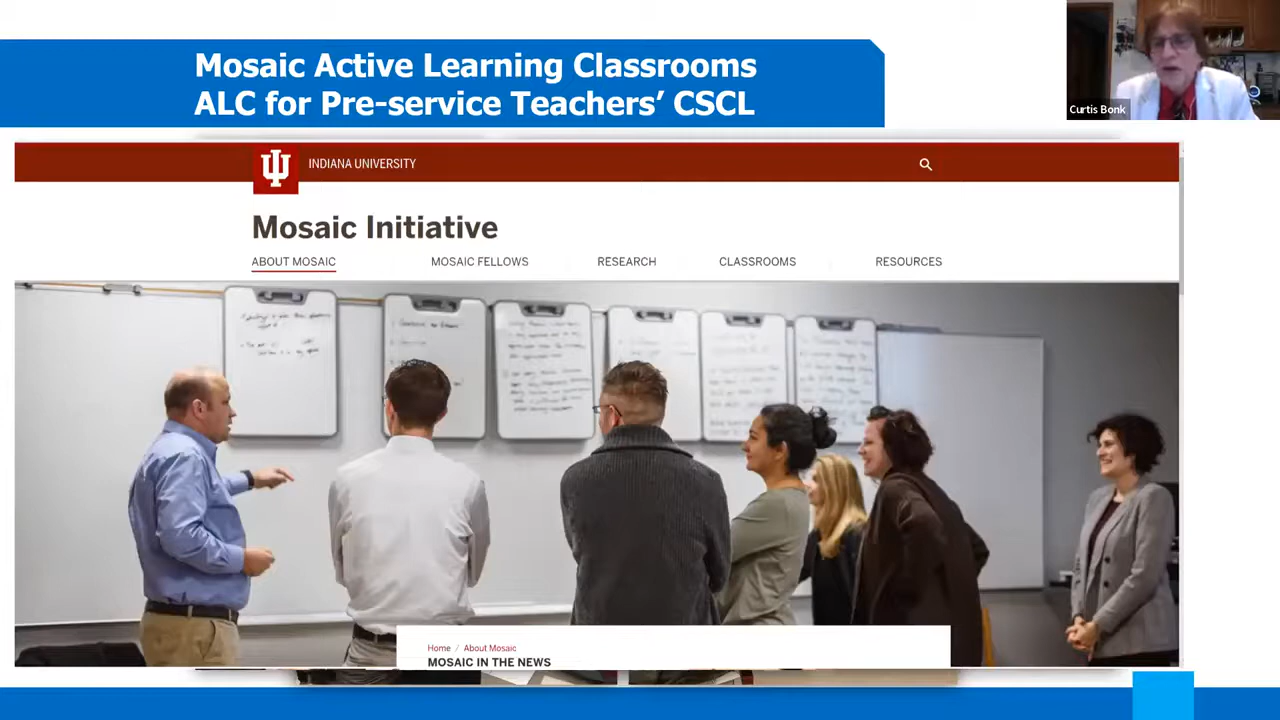 Mosaic Active Learning Classrooms
ALC for Pre-service Teachers’ CSCL
Curtis Bonk
INDIANA UNIVERSITY
Mosaic Initiative
ABOUT MOSAIC MOSAIC FELLOWS RESEARCH CLASSROOMS RESOURCES
Home / About Mosaic
MOSAIC IN THE NEWS